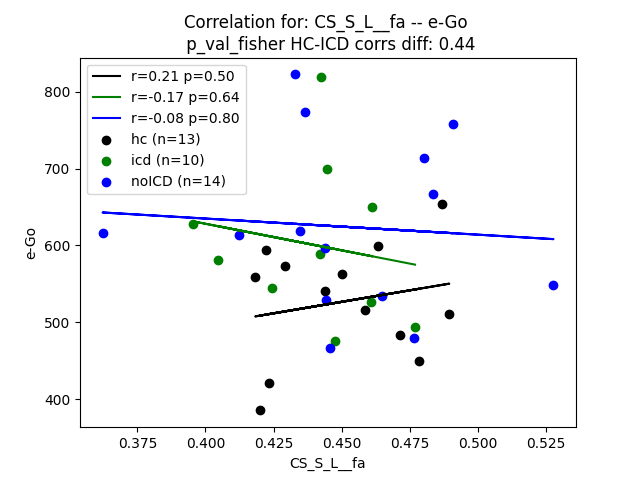 Correlation for: CS_S_L__fa -- e-Go
p_val_fisher HC-ICD corrs diff: 0.44
r=0.21 p=0.50
r=-0.17 p=0.64
r=-0.08 p=0.80
hc (n=13)
icd (n=10)
noICD (n=14)
e-Go
800
700
600
500
400
0.375 0.400 0.425 0.450 0.475 0.500 0.525
CS_S_L__fa